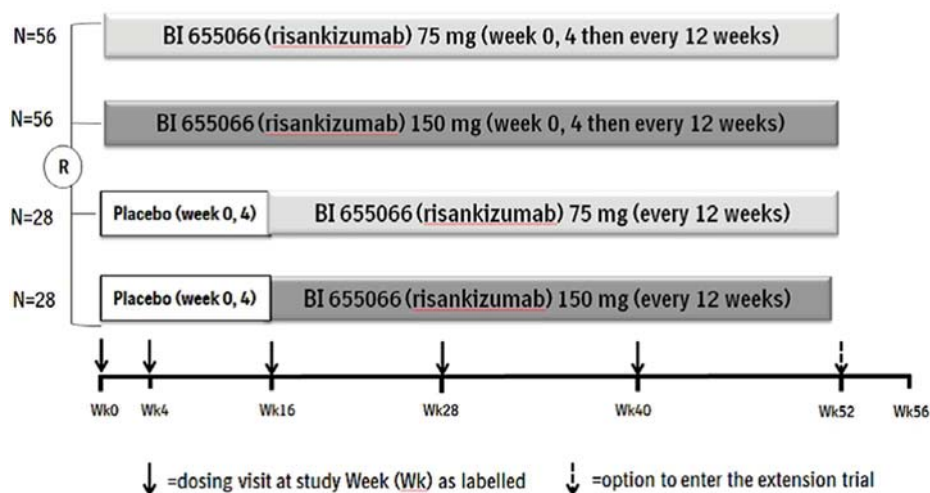 N=56
BI 655066 (risankizumab) 75 mg (week 0, 4 then every 12 weeks)
N=56
BI 655066 (risankizumab) 150 mg (week 0, 4 then every 12 weeks)
R
N=28
Placebo (week 0, 4)
BI 655066 (risankizumab) 75 mg (every 12 weeks)
N=28
Placebo (week 0, 4)
BI 655066 (risankizumab) 150 mg (every 12 weeks)
Wk0 Wk4 Wk16 Wk28 Wk40 Wk52 Wk56
=dosing visit at study Week (Wk) as labelled
=option to enter the extension trial